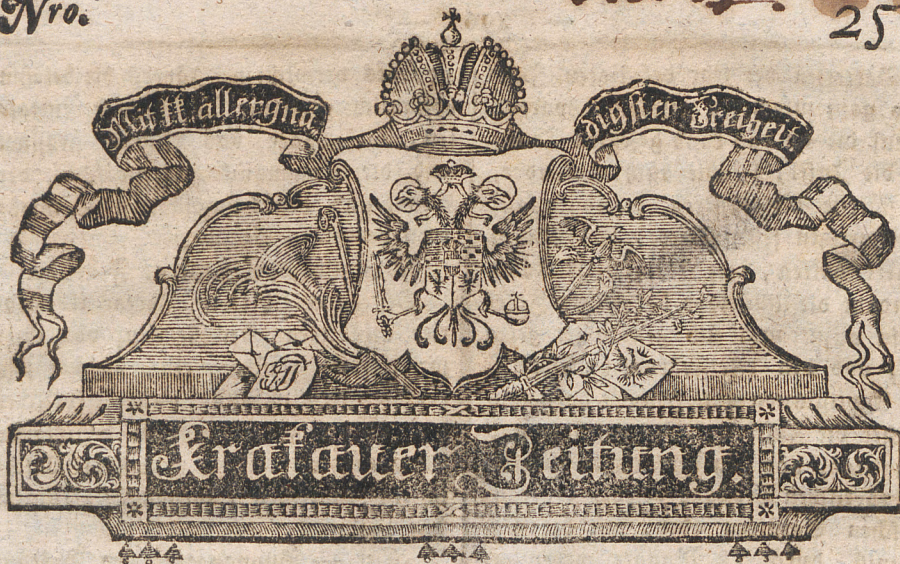 Nro.
25
Mit k. k. allergnä
digster Freiheit
Krakauer Zeitung.